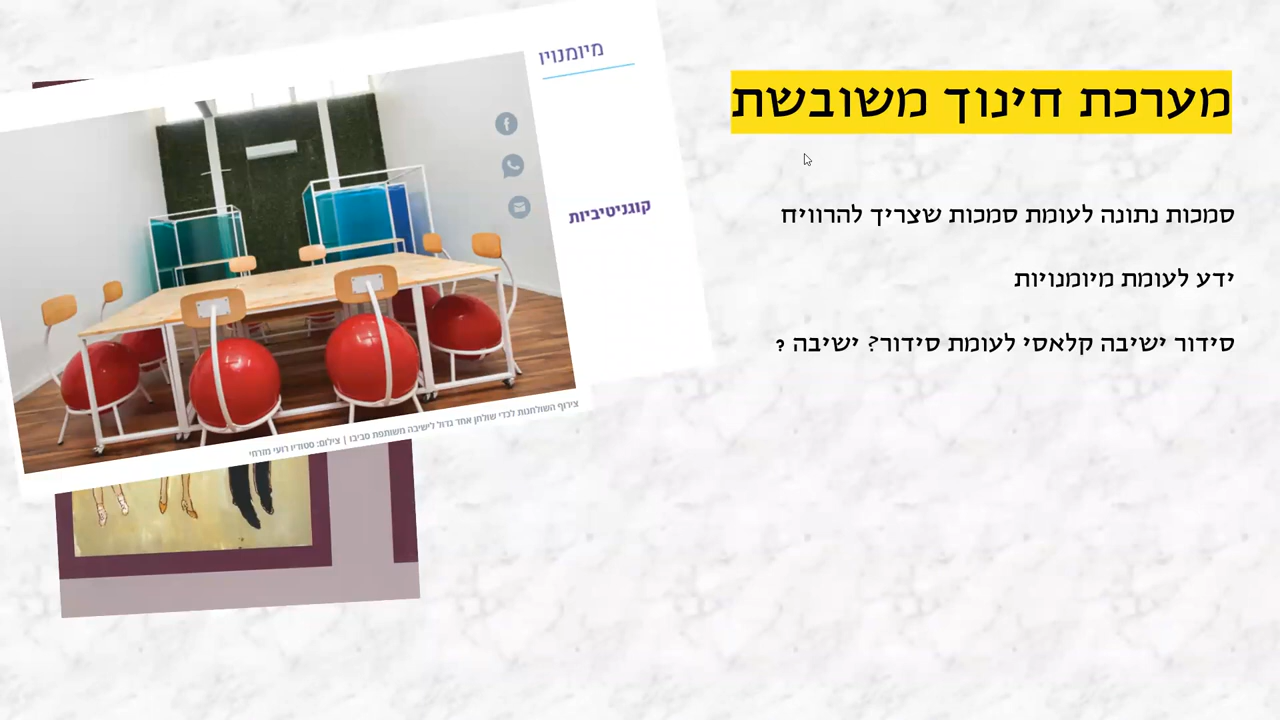 מערכת חינוך משובשת
סמכות נתונה לעומת סמכות שצריך להרוויח
ידע לעומת מיומנויות
סידור ישיבה קלאסי לעומת סידור? ישיבה ?
מיומנויו
קוגניטיביות
צירוף השולחנות לכדי שולחן אחד גדול לישיבה משותפת סביבו | צילום: סטודיו רועי מזרחי